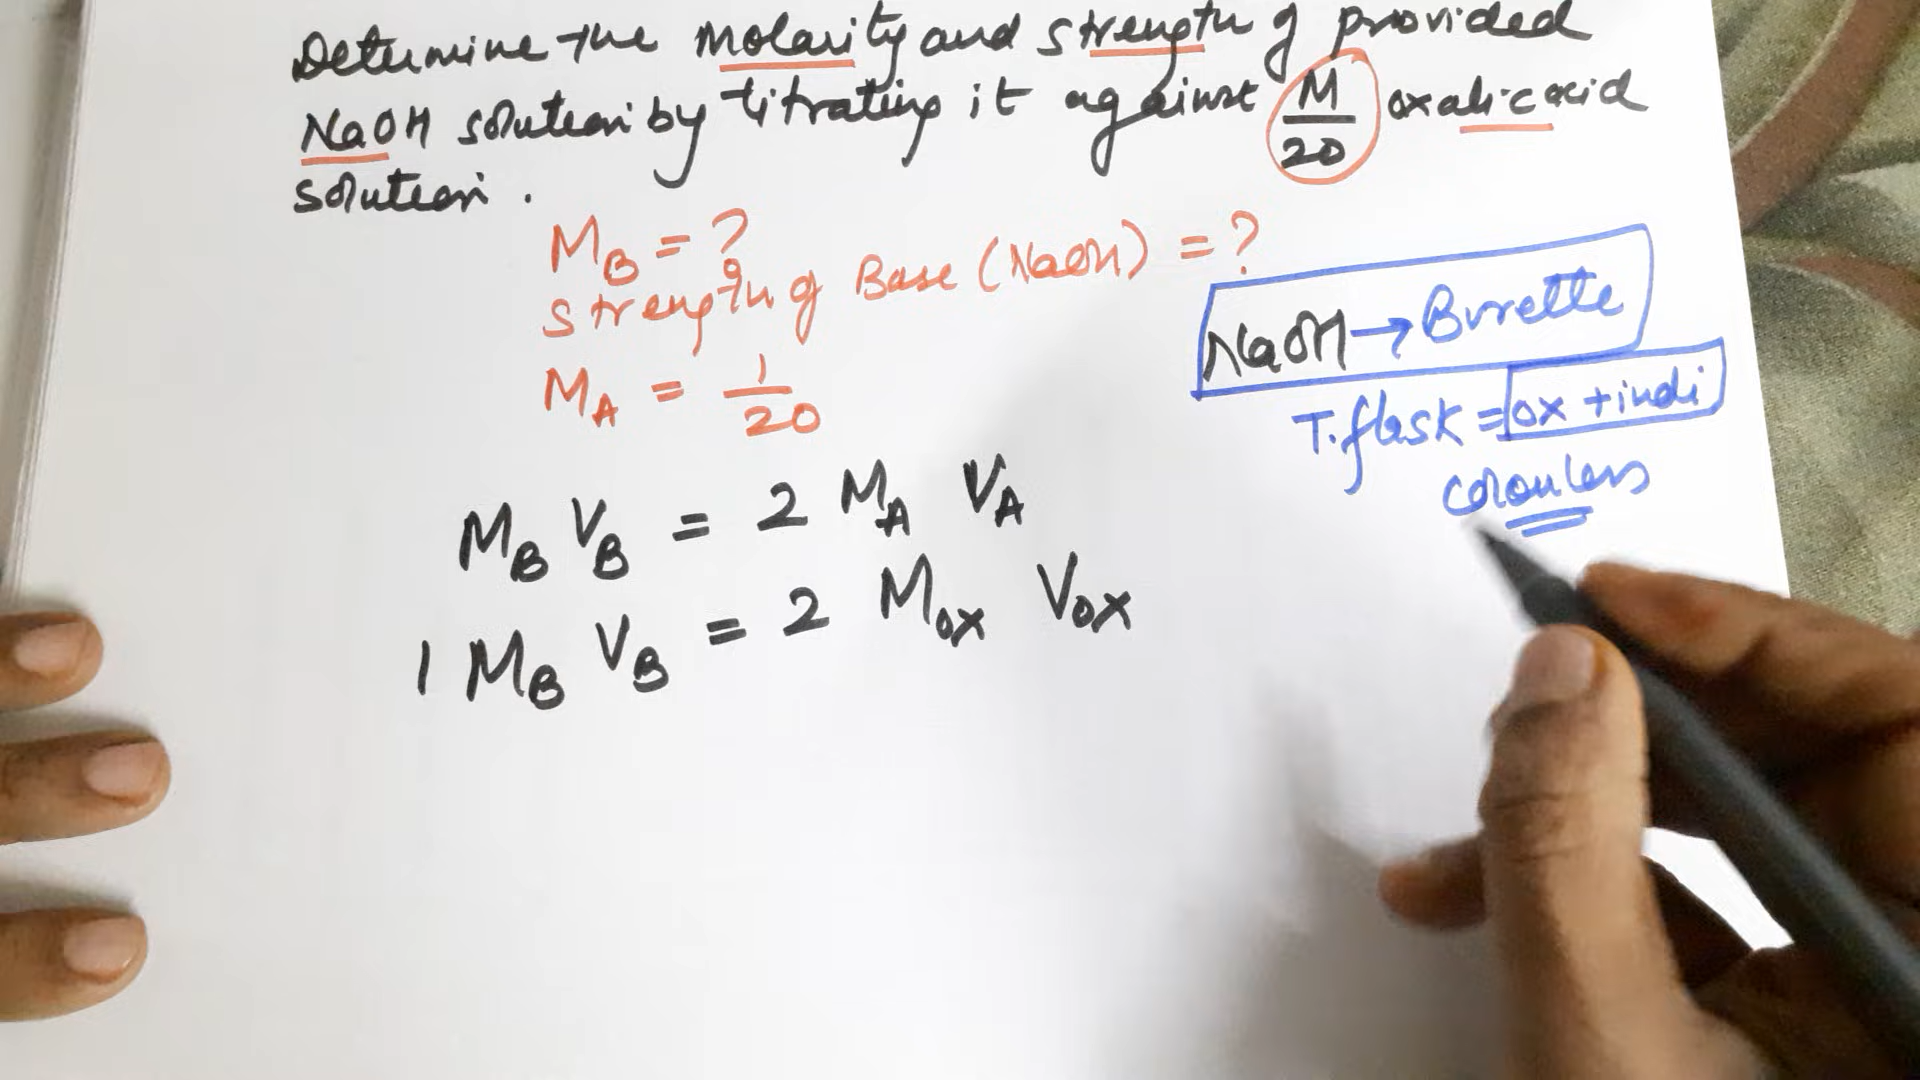 Determine the Molarity and strength of provided
NaOH solution by titrating it against M/20 oxalic acid
solution.
MB = ?
Strength of Base (NaOH) = ?
MA = 1/20
NaOH → Burette
T. flask = ox + indi
colourless
MB VB = 2 MA VA
1 MB VB = 2 Mox Vox